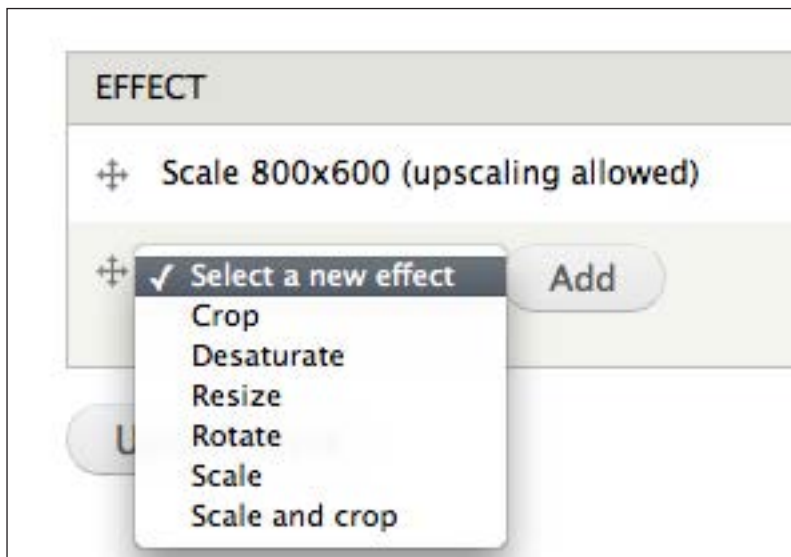 EFFECT
Scale 800x600 (upscaling allowed)
✓ Select a new effect
Add
Crop
Desaturate
Resize
Rotate
Scale
Scale and crop